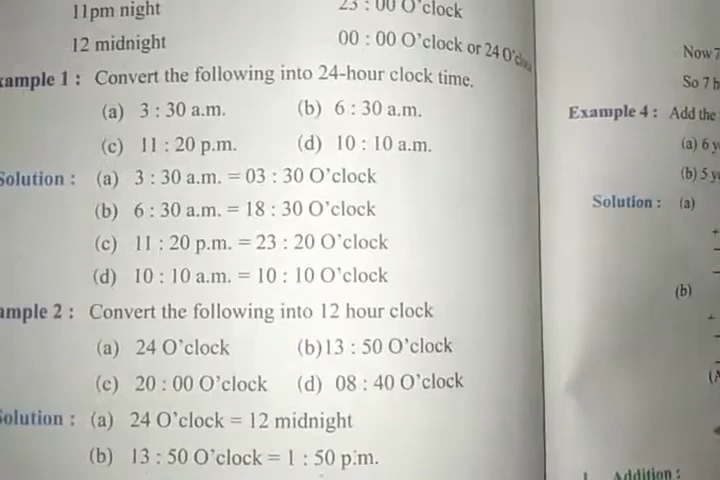 11pm night 23 : 00 O'clock
12 midnight 00 : 00 O'clock or 24 O'clock
Example 1 : Convert the following into 24-hour clock time.
(a) 3 : 30 a.m. (b) 6 : 30 a.m.
(c) 11 : 20 p.m. (d) 10 : 10 a.m.
Solution : (a) 3 : 30 a.m. = 03 : 30 O'clock
(b) 6 : 30 a.m. = 18 : 30 O'clock
(c) 11 : 20 p.m. = 23 : 20 O'clock
(d) 10 : 10 a.m. = 10 : 10 O'clock
ample 2 : Convert the following into 12 hour clock
(a) 24 O'clock (b)13 : 50 O'clock
(c) 20 : 00 O'clock (d) 08 : 40 O'clock
Solution : (a) 24 O'clock = 12 midnight
(b) 13 : 50 O'clock = 1 : 50 p.m.
Now 7
So 7 h
Example 4 : Add the
(a) 6 y
(b) 5 y
Solution : (a)
(b)
1. Addition :